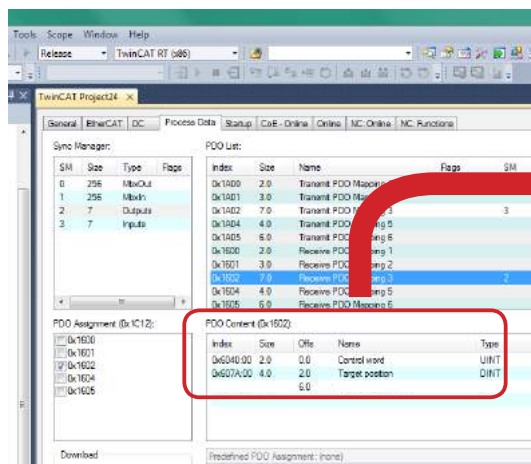 Tools Scope Window Help
Release TwinCAT RT (x86)
TwinCAT Project24 ×
General EtherCAT DC Process Data Startup CoE - Online Online NC: Online NC: Functions
Sync Manager:
SM Size Type Flags
0 256 MbxOut
1 256 MbxIn
2 7 Outputs
3 7 Inputs
PDO List:
Index Size Name Flags SM
0x1A00 2.0 Transmit PDO Mapping
0x1A01 3.0 Transmit PDO
0x1A02 7.0 Transmit PDO Mapping 3 3
0x1A04 4.0 Transmit PDO Mapping 5
0x1A05 6.0 Transmit PDO Mapping 6
0x1600 2.0 Receive PDO Mapping 1
0x1601 3.0 Receive PDO Mapping 2
0x1602 7.0 Receive PDO Mapping 3 2
0x1604 4.0 Receive PDO Mapping 5
0x1605 6.0 Receive PDO Mapping 6
PDO Assignment (0x1C12):
0x1600
0x1601
0x1602
0x1604
0x1605
PDO Content (0x1602):
Index Size Offs Name Type
0x6040:00 2.0 0.0 Control word UINT
0x607A:00 4.0 2.0 Target position DINT
6.0
Download
Predefined PDO Assignment: (none)